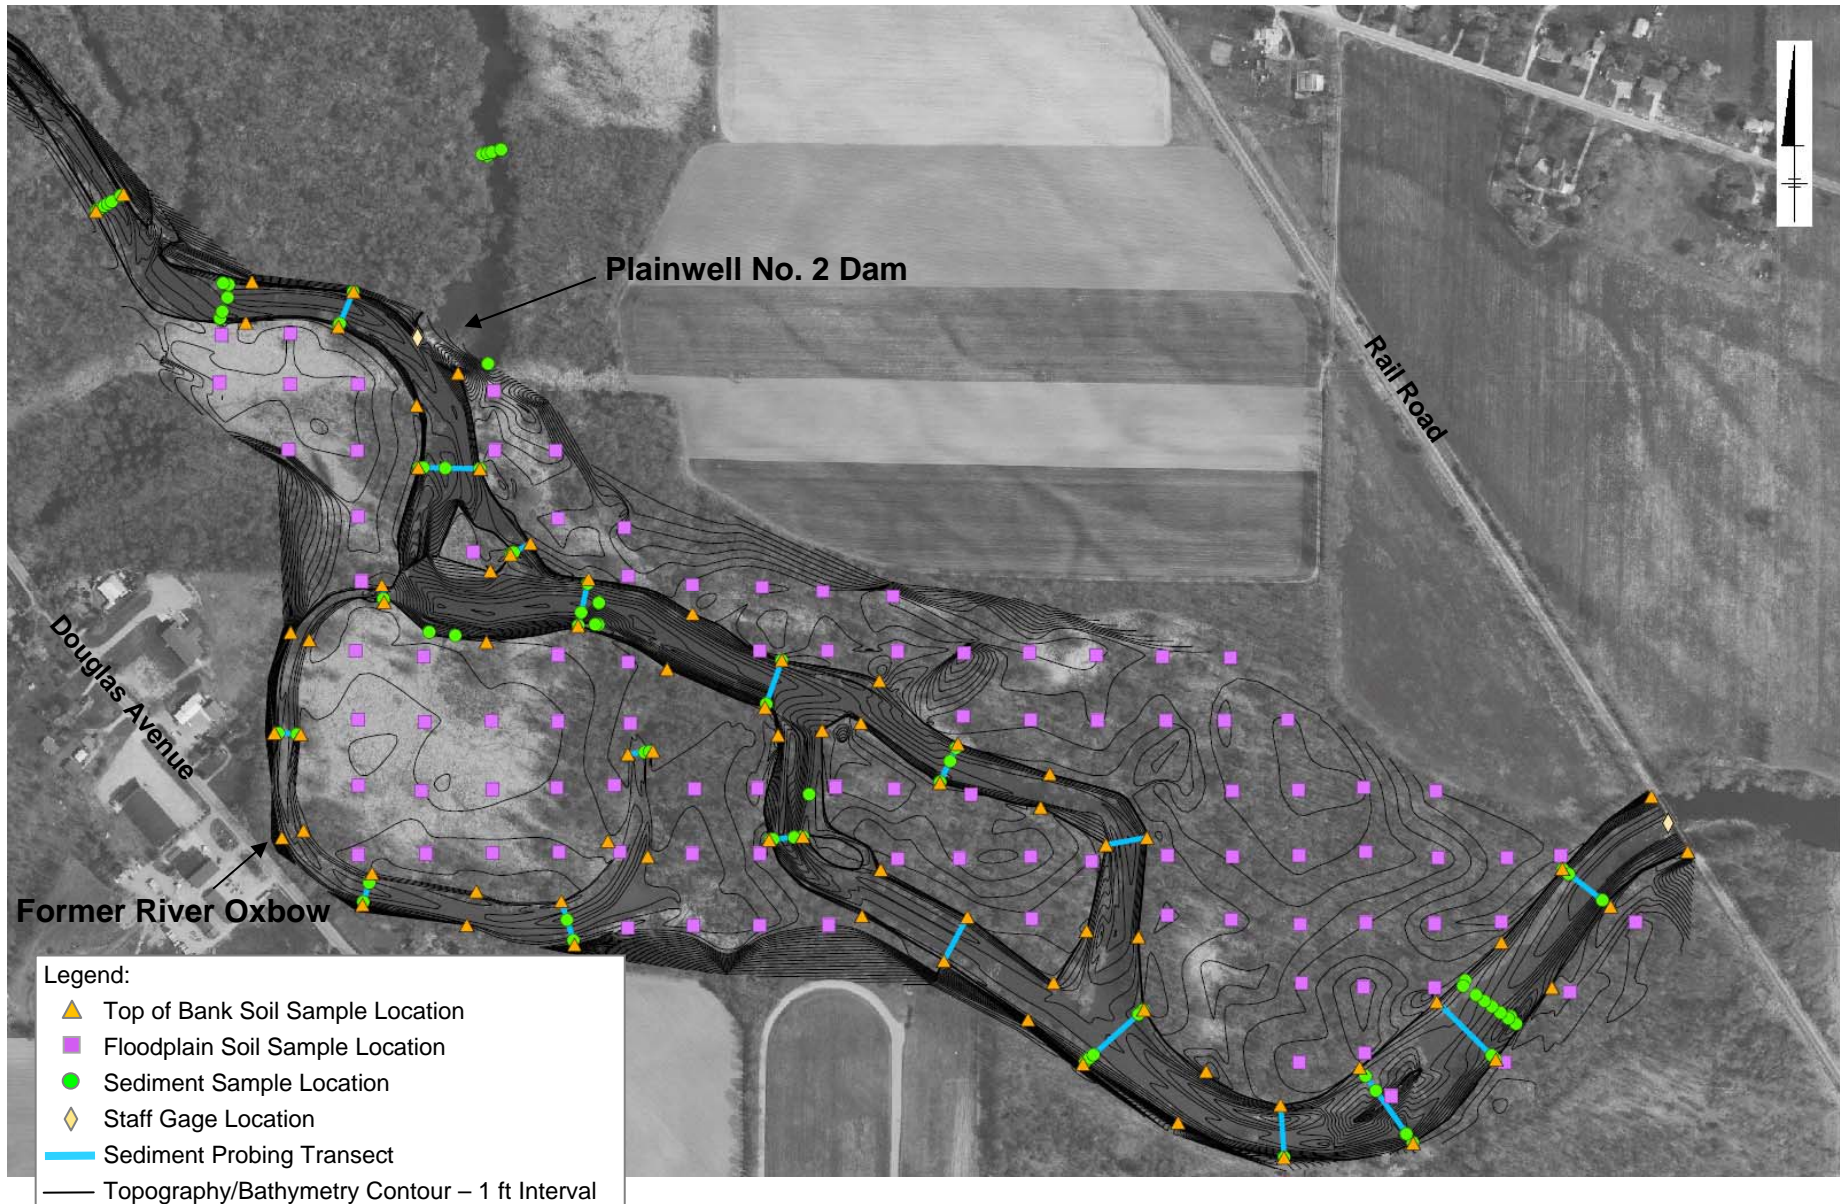 Plainwell No. 2 Dam
Rail Road
Douglas Avenue
Former River Oxbow
Legend:
Top of Bank Soil Sample Location
Floodplain Soil Sample Location
Sediment Sample Location
Staff Gage Location
Sediment Probing Transect
Topography/Bathymetry Contour – 1 ft Interval